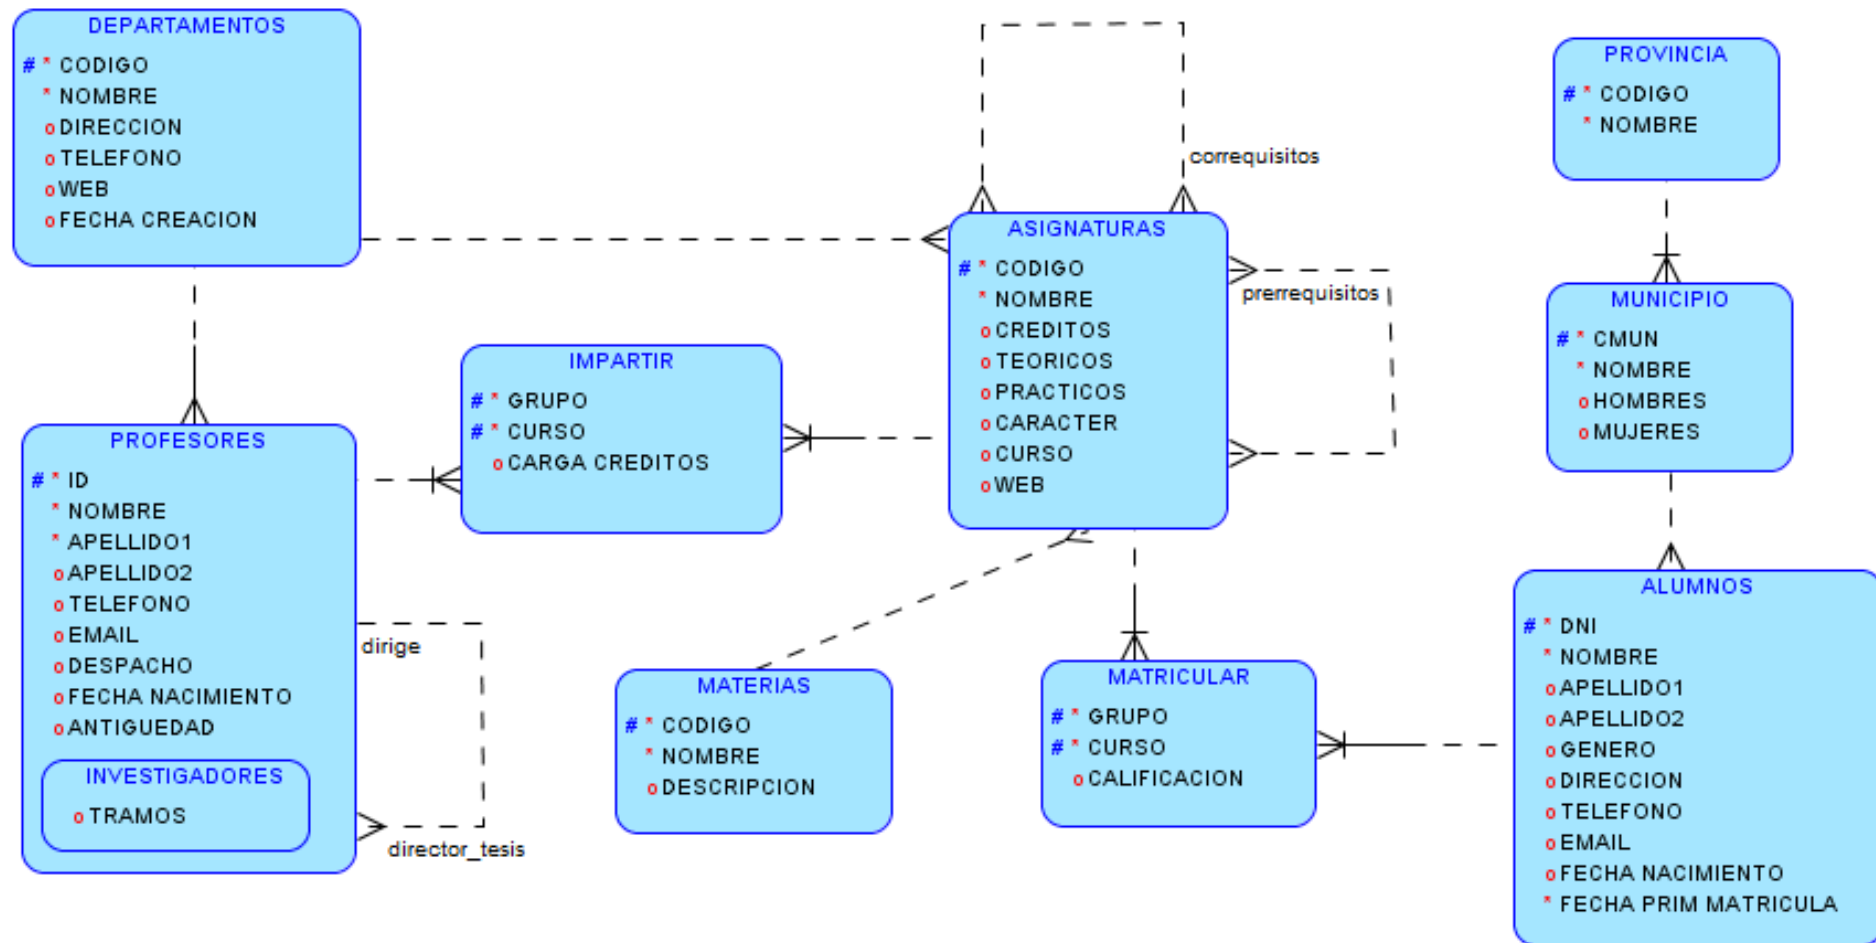 DEPARTAMENTOS
# * CODIGO
* NOMBRE
o DIRECCION
o TELEFONO
o WEB
o FECHA CREACION
correquisitos
PROVINCIA
# * CODIGO
* NOMBRE
ASIGNATURAS
# * CODIGO
* NOMBRE
o CREDITOS
o TEORICOS
o PRACTICOS
o CARACTER
o CURSO
o WEB
prerrequisitos
MUNICIPIO
# * CMUN
* NOMBRE
o HOMBRES
o MUJERES
IMPARTIR
# * GRUPO
# * CURSO
o CARGA CREDITOS
PROFESORES
# * ID
* NOMBRE
* APELLIDO1
o APELLIDO2
o TELEFONO
o EMAIL
o DESPACHO
o FECHA NACIMIENTO
o ANTIGUEDAD
INVESTIGADORES
o TRAMOS
dirige
director_tesis
MATERIAS
# * CODIGO
* NOMBRE
o DESCRIPCION
MATRICULAR
# * GRUPO
# * CURSO
o CALIFICACION
ALUMNOS
# * DNI
* NOMBRE
o APELLIDO1
o APELLIDO2
o GENERO
o DIRECCION
o TELEFONO
o EMAIL
o FECHA NACIMIENTO
* FECHA PRIM MATRICULA